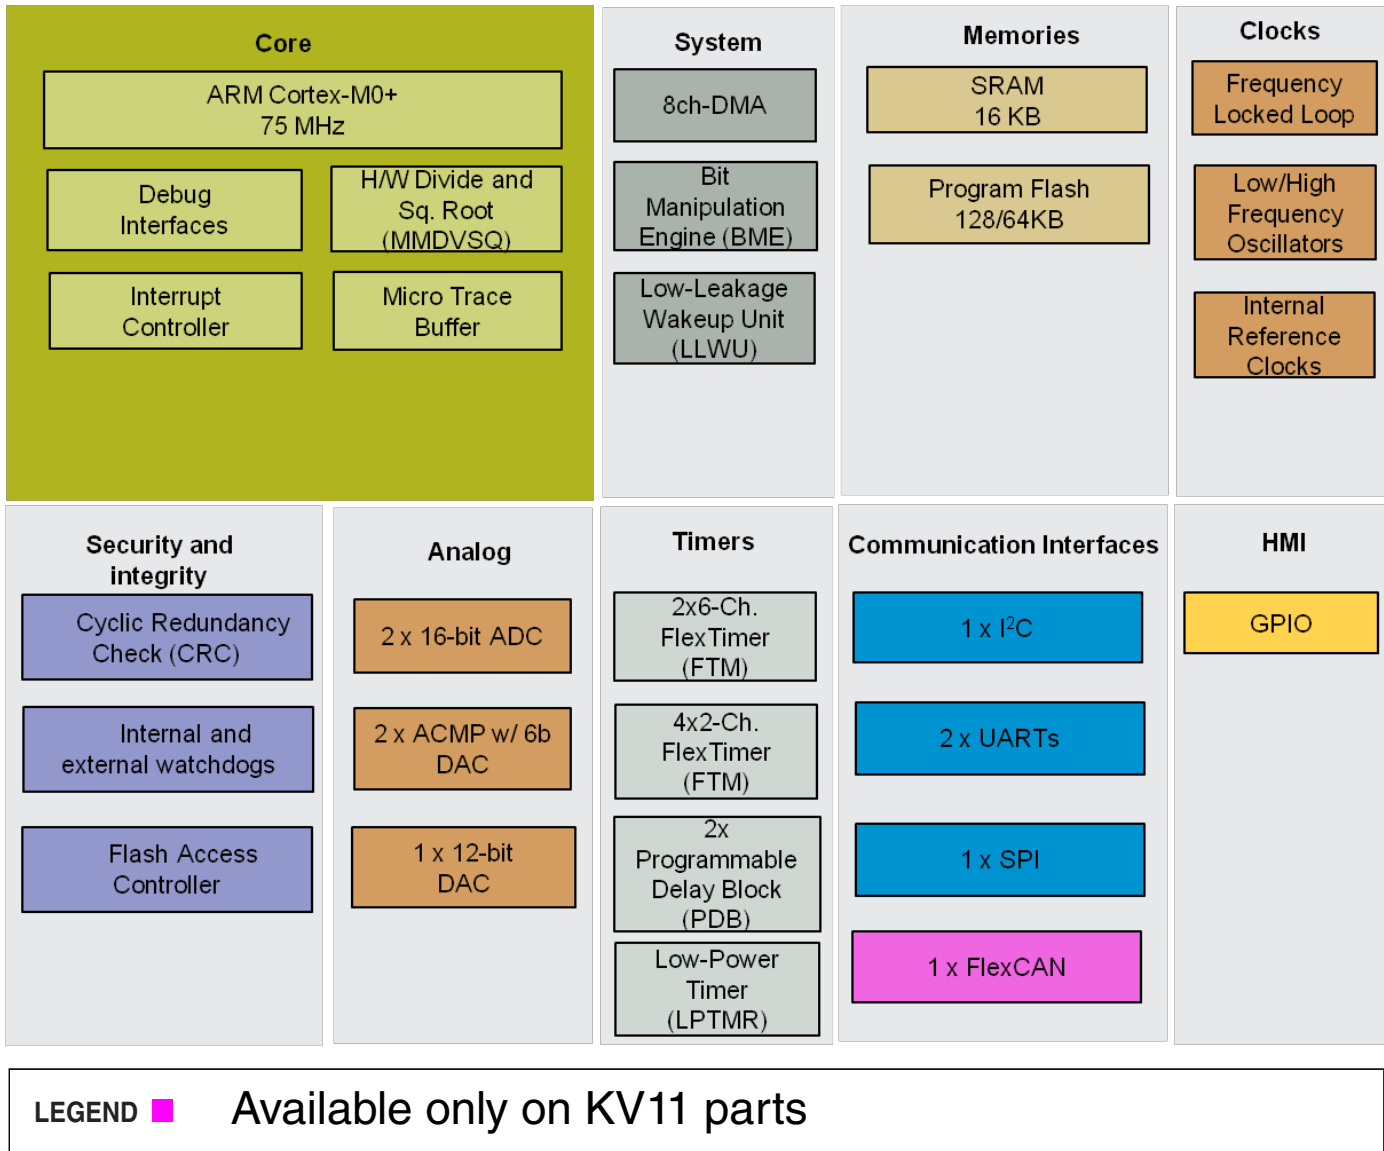 Core
ARM Cortex-M0+
75 MHz
Debug
Interfaces
H/W Divide and
Sq. Root
(MMDVSQ)
Interrupt
Controller
Micro Trace
Buffer
System
8ch-DMA
Bit
Manipulation
Engine (BME)
Low-Leakage
Wakeup Unit
(LLWU)
Memories
SRAM
16 KB
Program Flash
128/64KB
Clocks
Frequency
Locked Loop
Low/High
Frequency
Oscillators
Internal
Reference
Clocks
Security and
integrity
Cyclic Redundancy
Check (CRC)
Internal and
external watchdogs
Flash Access
Controller
Analog
2 x 16-bit ADC
2 x ACMP w/ 6b
DAC
1 x 12-bit
DAC
Timers
2x6-Ch.
FlexTimer
(FTM)
4x2-Ch.
FlexTimer
(FTM)
2x
Programmable
Delay Block
(PDB)
Low-Power
Timer
(LPTMR)
Communication Interfaces
1 x I²C
2 x UARTs
1 x SPI
1 x FlexCAN
HMI
GPIO
LEGEND Available only on KV11 parts